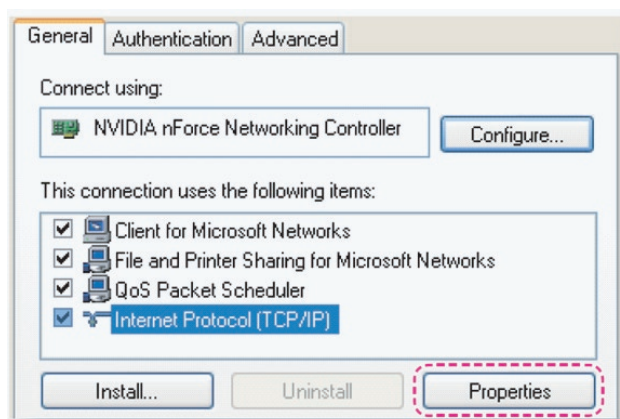 General Authentication Advanced
Connect using:
NVIDIA nForce Networking Controller Configure...
This connection uses the following items:
Client for Microsoft Networks
File and Printer Sharing for Microsoft Networks
QoS Packet Scheduler
Internet Protocol (TCP/IP)
Install... Uninstall Properties